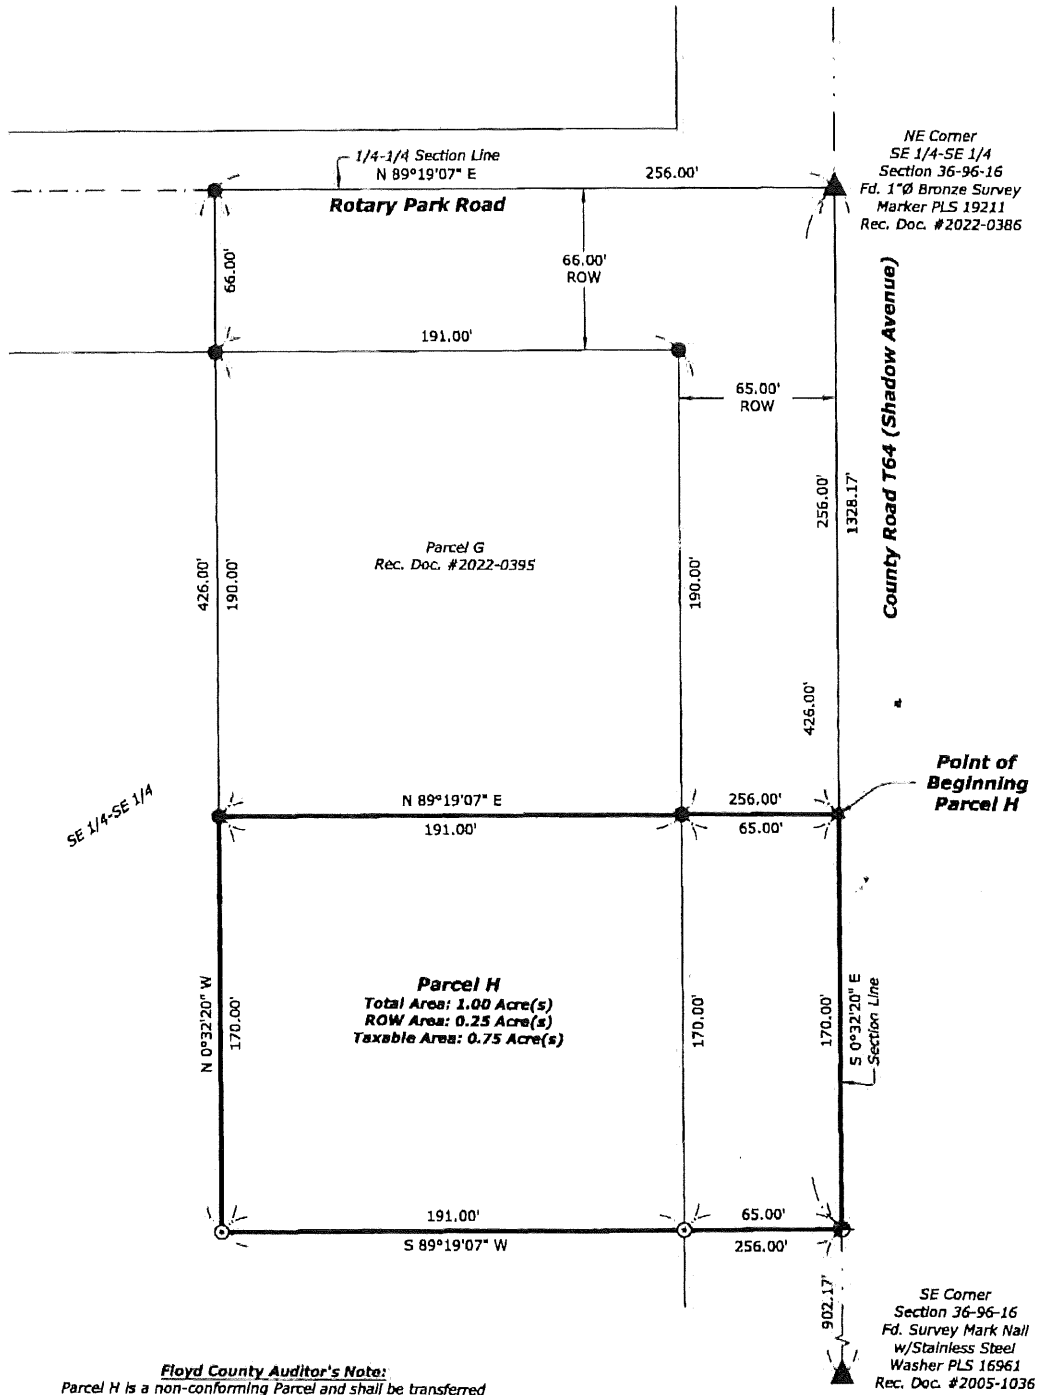 NE Corner
SE 1/4-SE 1/4
Section 36-96-16
Fd. 1"Ø Bronze Survey
Marker PLS 19211
Rec. Doc. #2022-0386
1/4-1/4 Section Line
N 89°19'07" E
256.00'
Rotary Park Road
66.00'
66.00'
ROW
191.00'
65.00'
ROW
County Road T64 (Shadow Avenue)
256.00'
1328.17'
Parcel G
Rec. Doc. #2022-0395
426.00'
190.00'
190.00'
426.00'
Point of
Beginning
Parcel H
SE 1/4-SE 1/4
N 89°19'07" E
191.00'
256.00'
65.00'
Parcel H
Total Area: 1.00 Acre(s)
ROW Area: 0.25 Acre(s)
Taxable Area: 0.75 Acre(s)
N 0°32'20" W
170.00'
170.00'
170.00'
S 0°32'20" E
Section Line
191.00'
S 89°19'07" W
65.00'
256.00'
902.17'
SE Corner
Section 36-96-16
Fd. Survey Mark Nail
w/Stainless Steel
Washer PLS 16961
Rec. Doc. #2005-1036
Floyd County Auditor's Note:
Parcel H is a non-conforming Parcel and shall be transferred